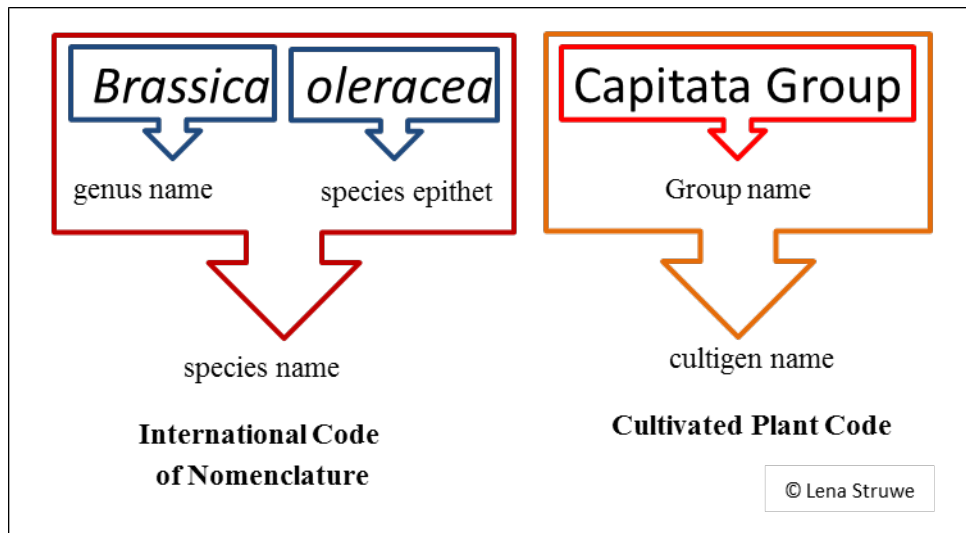 Brassica oleracea Capitata Group
genus name species epithet Group name
species name cultigen name
International Code
of Nomenclature
Cultivated Plant Code
© Lena Struwe